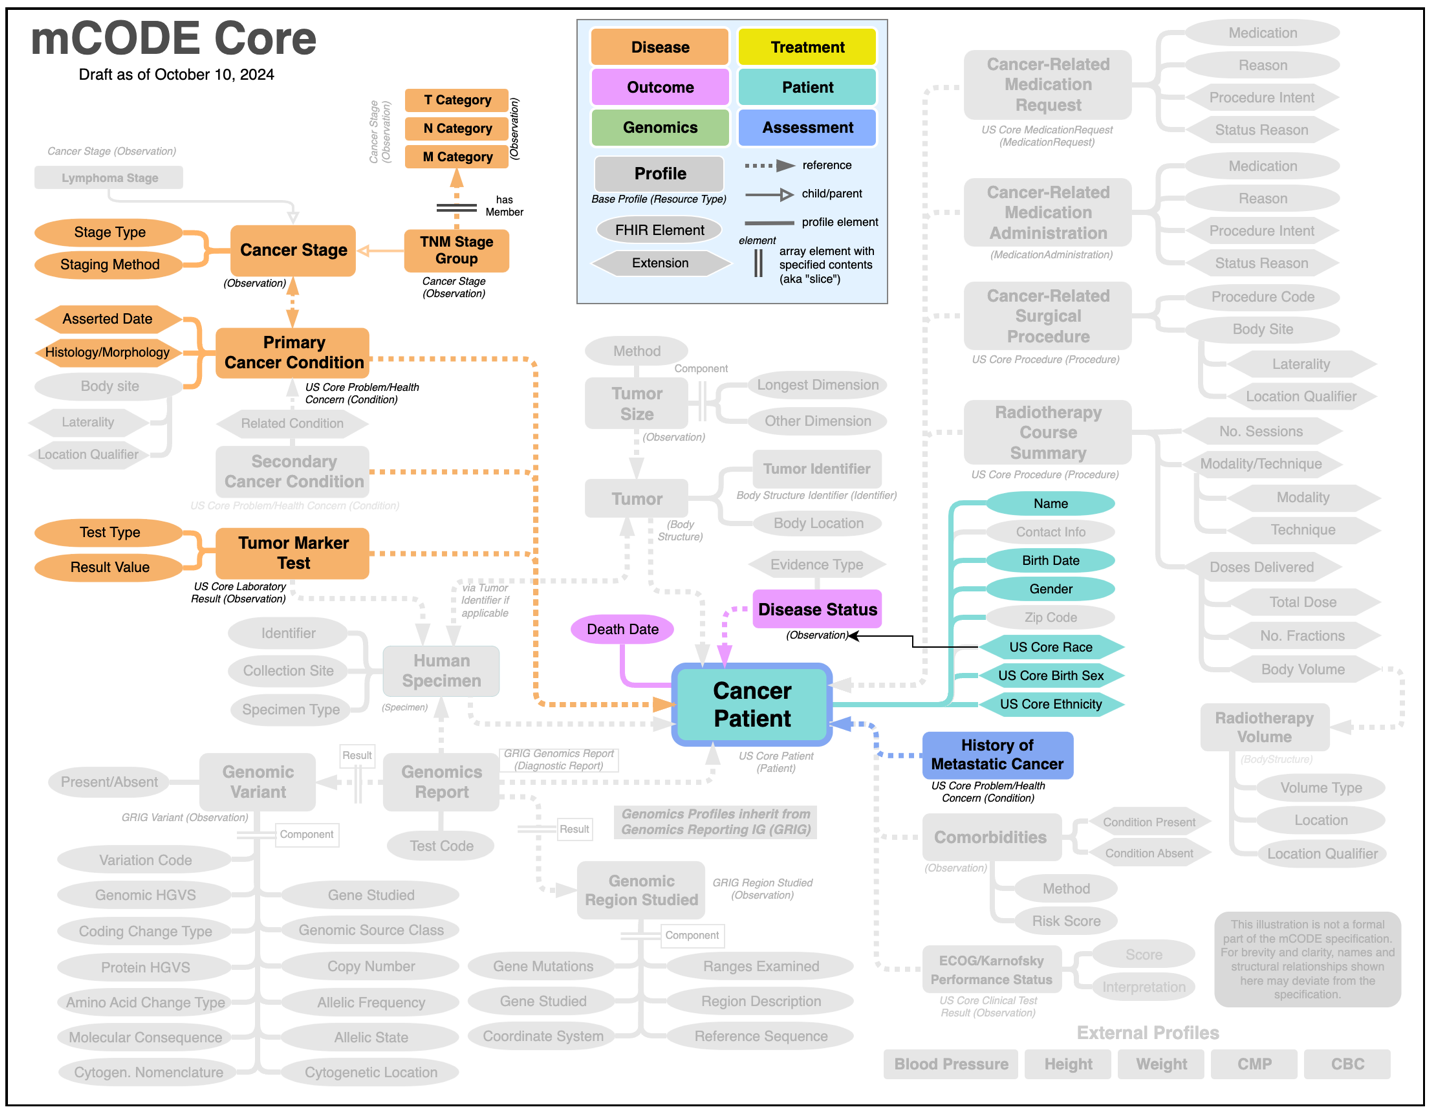 mCODE Core
Draft as of October 10, 2024
Disease
Treatment
Outcome
Patient
Genomics
Assessment
Profile
Base Profile (Resource Type)
reference
child/parent
profile element
FHIR Element
Extension
element
array element with
specified contents
(aka "slice")
Cancer Stage
(Observation)
T Category
N Category
M Category
(Observation)
has
Member
Cancer Stage (Observation)
Lymphoma Stage
Stage Type
Staging Method
Cancer Stage
(Observation)
TNM Stage
Group
Cancer Stage
(Observation)
Asserted Date
Histology/Morphology
Body site
Laterality
Location Qualifier
Primary
Cancer Condition
US Core Problem/Health
Concern (Condition)
Related Condition
Secondary
Cancer Condition
US Core Problem/Health Concern (Condition)
Test Type
Result Value
Tumor Marker
Test
US Core Laboratory
Result (Observation)
Method
Tumor
Size
(Observation)
Component
Longest Dimension
Other Dimension
Tumor
(Body
Structure)
Tumor Identifier
Body Structure Identifier (Identifier)
Body Location
via Tumor
Identifier if
applicable
Evidence Type
Disease Status
(Observation)
Death Date
Identifier
Collection Site
Specimen Type
Human
Specimen
(Specimen)
Cancer
Patient
US Core Patient
(Patient)
Name
Contact Info
Birth Date
Gender
Zip Code
US Core Race
US Core Birth Sex
US Core Ethnicity
History of
Metastatic Cancer
US Core Problem/Health
Concern (Condition)
Present/Absent
Genomic
Variant
GRIG Variant (Observation)
Result
Genomics
Report
GRIG Genomics Report
(Diagnostic Report)
Test Code
Component
Result
Genomics Profiles inherit from
Genomics Reporting IG (GRIG)
Variation Code
Genomic HGVS
Coding Change Type
Protein HGVS
Amino Acid Change Type
Molecular Consequence
Cytogen. Nomenclature
Gene Studied
Genomic Source Class
Copy Number
Allelic Frequency
Allelic State
Cytogenetic Location
Genomic
Region Studied
GRIG Region Studied
(Observation)
Component
Gene Mutations
Gene Studied
Coordinate System
Ranges Examined
Region Description
Reference Sequence
Comorbidities
(Observation)
Condition Present
Condition Absent
Method
Risk Score
ECOG/Karnofsky
Performance Status
US Core Clinical Test
Result (Observation)
Score
Interpretation
Cancer-Related
Medication
Request
US Core MedicationRequest
(MedicationRequest)
Medication
Reason
Procedure Intent
Status Reason
Cancer-Related
Medication
Administration
(MedicationAdministration)
Medication
Reason
Procedure Intent
Status Reason
Cancer-Related
Surgical
Procedure
US Core Procedure (Procedure)
Procedure Code
Body Site
Laterality
Location Qualifier
Radiotherapy
Course
Summary
US Core Procedure (Procedure)
No. Sessions
Modality/Technique
Modality
Technique
Doses Delivered
Total Dose
No. Fractions
Body Volume
Radiotherapy
Volume
(BodyStructure)
Volume Type
Location
Location Qualifier
This illustration is not a formal
part of the mCODE specification.
For brevity and clarity, names and
structural relationships shown
here may deviate from the
specification.
External Profiles
Blood Pressure
Height
Weight
CMP
CBC